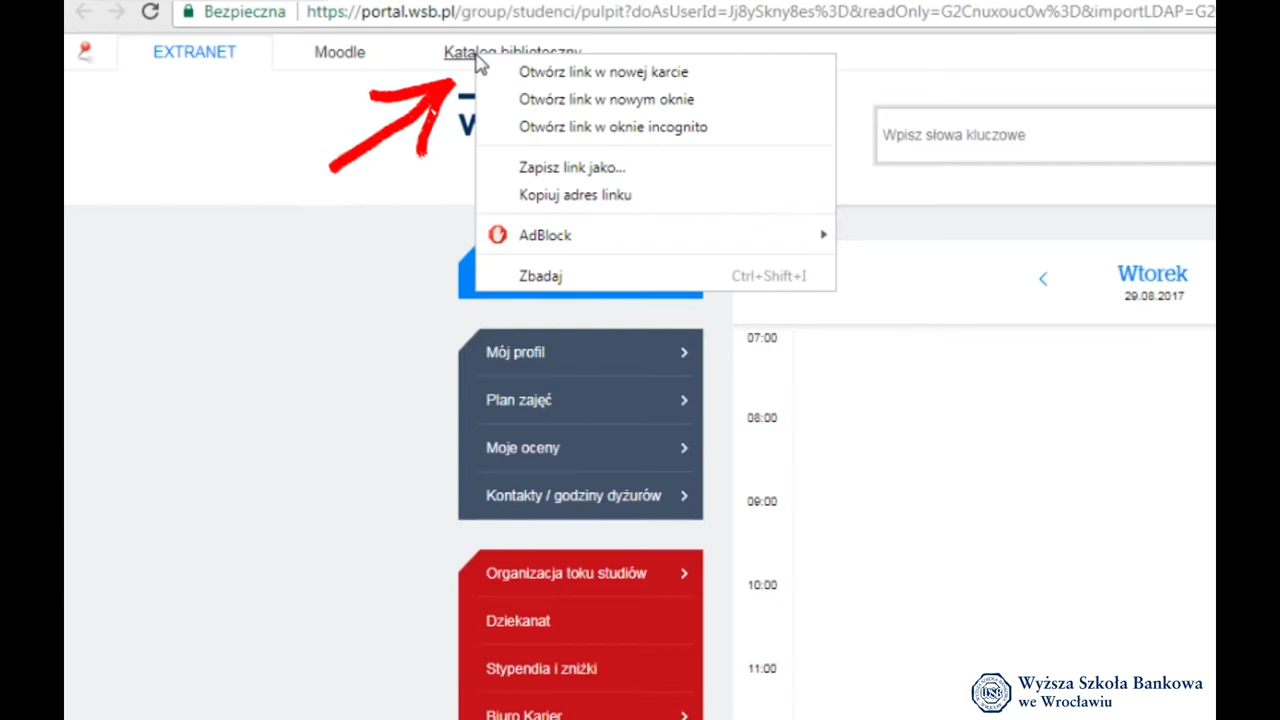 Bezpieczna https://portal.wsb.pl/group/studenci/pulpit?doAsUserId=Jj8ySkny8es%3D&readOnly=G2Cnuxouc0w%3D&importLDAP=G2
EXTRANET Moodle Katalog biblioteczny
Otwórz link w nowej karcie
Otwórz link w nowym oknie
Otwórz link w oknie incognito
Zapisz link jako...
Kopiuj adres linku
AdBlock
Zbadaj Ctrl+Shift+I
Wpisz słowa kluczowe
Wtorek
29.08.2017
Mój profil
Plan zajęć
Moje oceny
Kontakty / godziny dyżurów
Organizacja toku studiów
Dziekanat
Stypendia i zniżki
Biuro Karier
07:00
08:00
09:00
10:00
11:00
Wyższa Szkoła Bankowa
we Wrocławiu